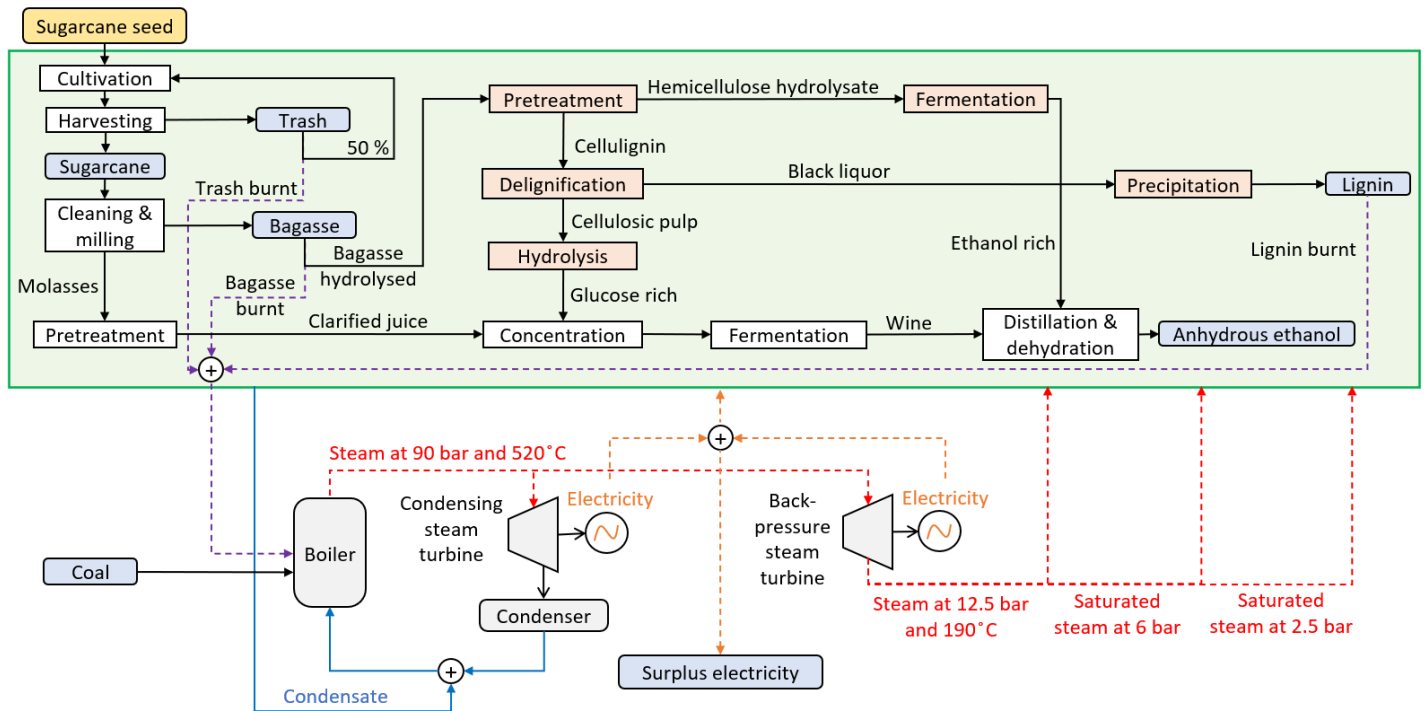 Sugarcane seed
Cultivation
Harvesting
Trash
50 %
Sugarcane
Trash burnt
Cleaning &
milling
Bagasse
Bagasse
hydrolysed
Molasses
Bagasse
burnt
Pretreatment
Clarified juice
Pretreatment
Hemicellulose hydrolysate
Fermentation
Cellulignin
Delignification
Black liquor
Precipitation
Lignin
Cellulosic pulp
Hydrolysis
Ethanol rich
Lignin burnt
Glucose rich
Concentration
Fermentation
Wine
Distillation &
dehydration
Anhydrous ethanol
+
+
Steam at 90 bar and 520˚C
Condensing
steam
turbine
Electricity
Back-
pressure
steam
turbine
Electricity
Boiler
Coal
Condenser
Steam at 12.5 bar
and 190˚C
Saturated
steam at 6 bar
Saturated
steam at 2.5 bar
+
Surplus electricity
Condensate